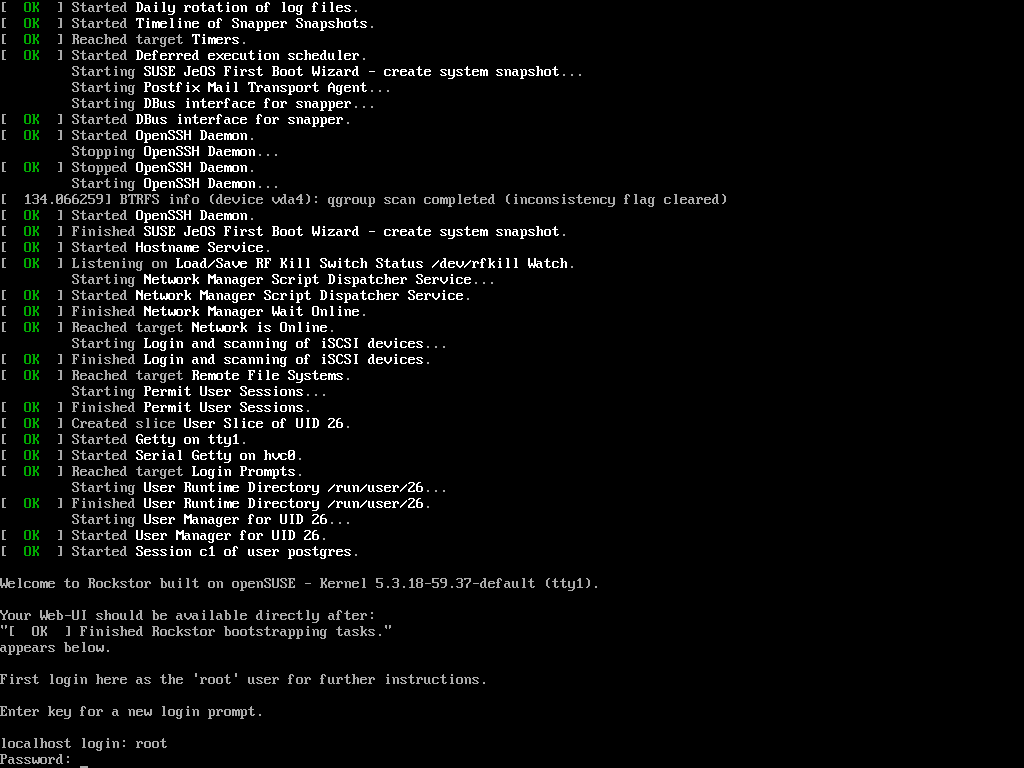 [  OK  ] Started Daily rotation of log files.
[  OK  ] Started Timeline of Snapper Snapshots.
[  OK  ] Reached target Timers.
[  OK  ] Started Deferred execution scheduler.
         Starting SUSE JeOS First Boot Wizard - create system snapshot...
         Starting Postfix Mail Transport Agent...
         Starting DBus interface for snapper...
[  OK  ] Started DBus interface for snapper.
[  OK  ] Started OpenSSH Daemon.
         Stopping OpenSSH Daemon...
[  OK  ] Stopped OpenSSH Daemon.
         Starting OpenSSH Daemon...
[  134.066259] BTRFS info (device vda4): qgroup scan completed (inconsistency flag cleared)
[  OK  ] Started OpenSSH Daemon.
[  OK  ] Finished SUSE JeOS First Boot Wizard - create system snapshot.
[  OK  ] Started Hostname Service.
[  OK  ] Listening on Load/Save RF Kill Switch Status /dev/rfkill Watch.
         Starting Network Manager Script Dispatcher Service...
[  OK  ] Started Network Manager Script Dispatcher Service.
[  OK  ] Finished Network Manager Wait Online.
[  OK  ] Reached target Network is Online.
         Starting Login and scanning of iSCSI devices...
[  OK  ] Finished Login and scanning of iSCSI devices.
[  OK  ] Reached target Remote File Systems.
         Starting Permit User Sessions...
[  OK  ] Finished Permit User Sessions.
[  OK  ] Created slice User Slice of UID 26.
[  OK  ] Started Getty on tty1.
[  OK  ] Started Serial Getty on hvc0.
[  OK  ] Reached target Login Prompts.
         Starting User Runtime Directory /run/user/26...
[  OK  ] Finished User Runtime Directory /run/user/26.
         Starting User Manager for UID 26...
[  OK  ] Started User Manager for UID 26.
[  OK  ] Started Session c1 of user postgres.
Welcome to Rockstor built on openSUSE - Kernel 5.3.18-59.37-default (tty1).
Your Web-UI should be available directly after:
"[  OK  ] Finished Rockstor bootstrapping tasks."
appears below.
First login here as the 'root' user for further instructions.
Enter key for a new login prompt.
localhost login: root
Password: _